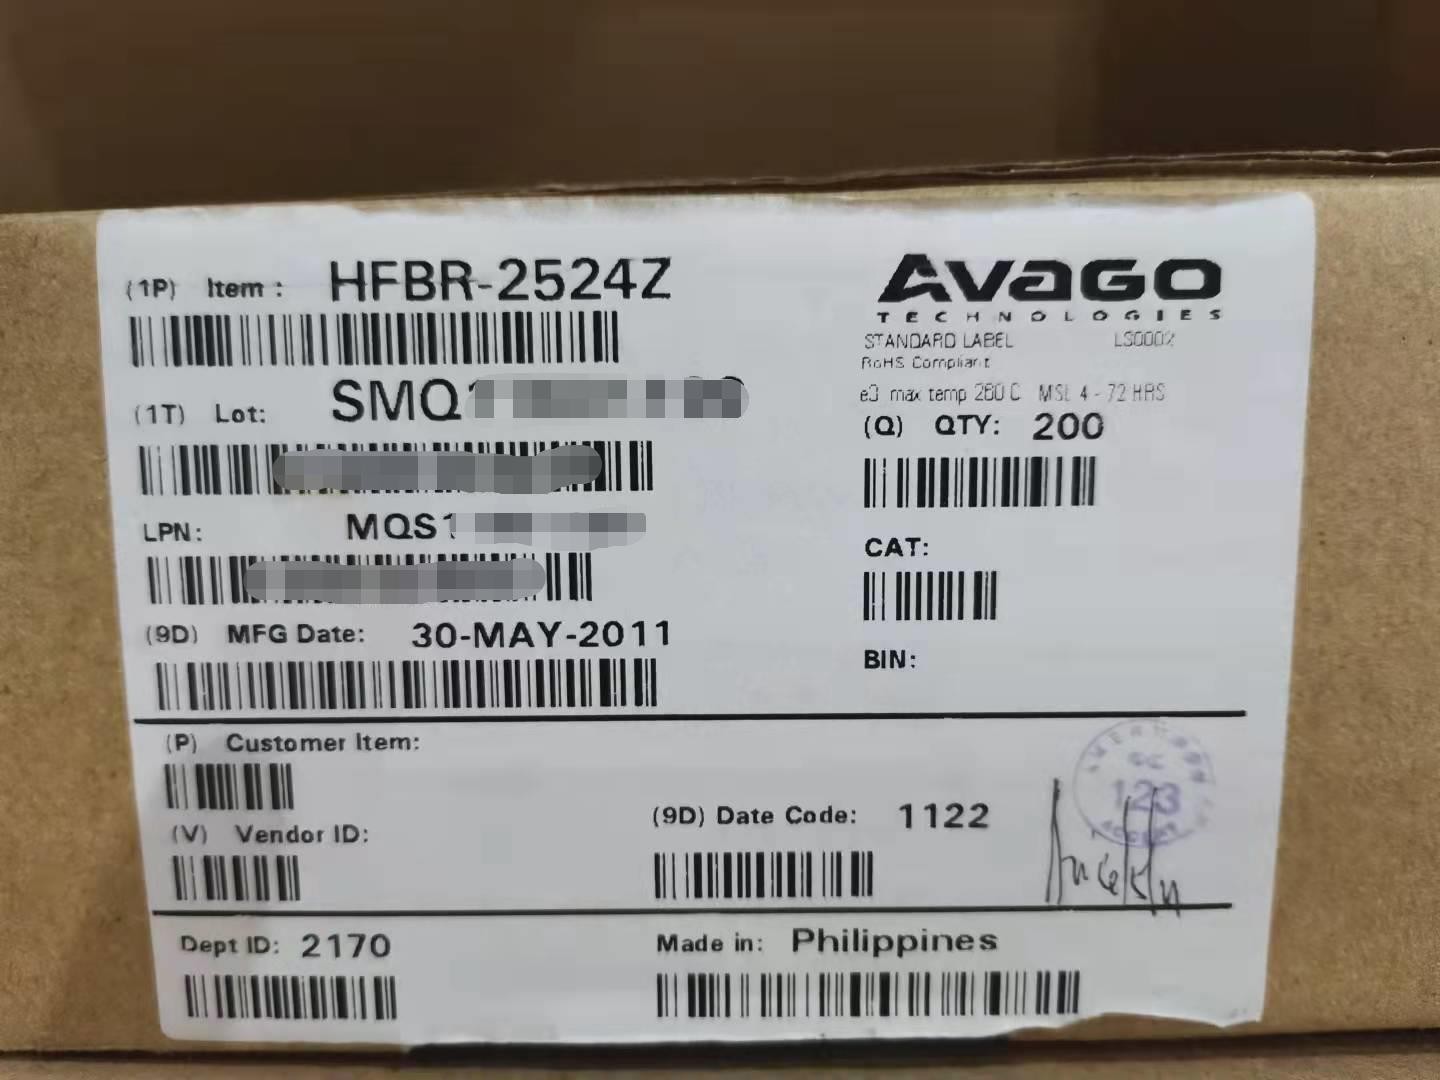 (1P) Item: HFBR-2524Z
(1T) Lot: SMQ1
LPN: MQS1
(9D) MFG Date: 30-MAY-2011
AVAGO
TECHNOLOGIES
STANDARD LABEL LS0002
RoHS Compliant
e3 max temp 260 C MSL 4 - 72 HRS
(Q) QTY: 200
CAT:
BIN:
(P) Customer Item:
(V) Vendor ID:
(9D) Date Code: 1122
123
ACCEPT
Dept ID: 2170
Made in: Philippines